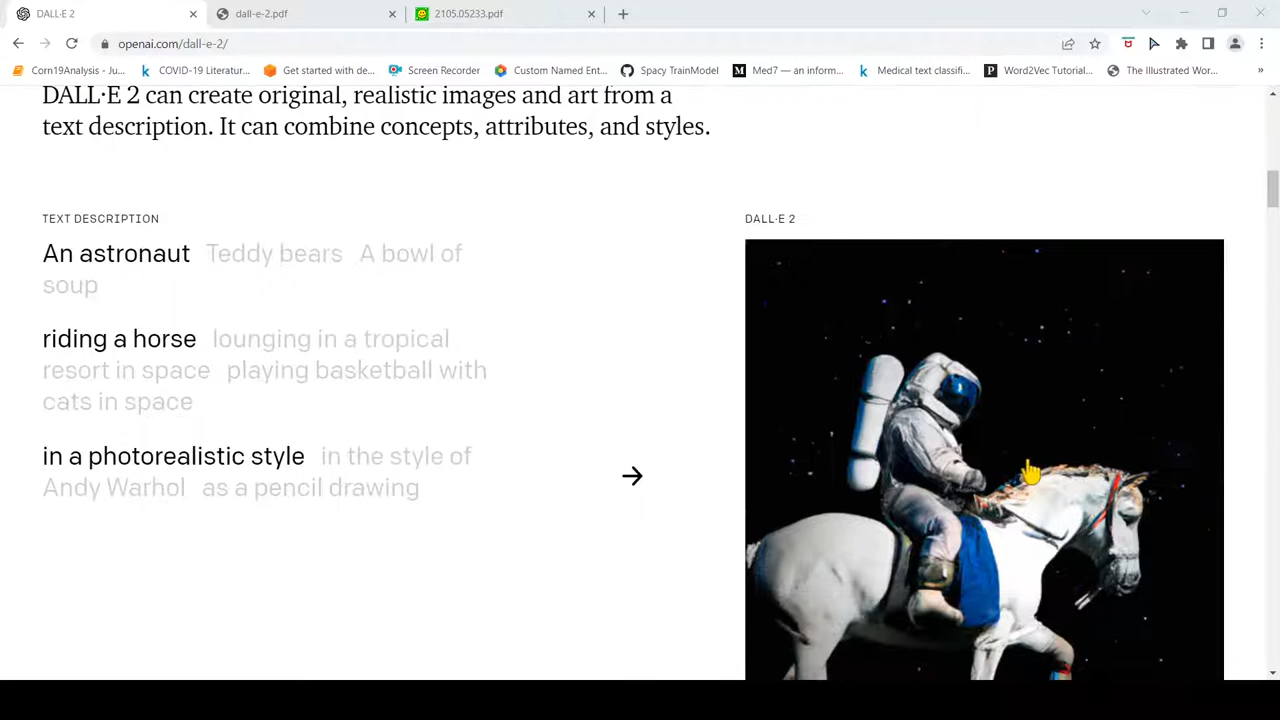 DALL·E 2
dall-e-2.pdf
2105.05233.pdf
openai.com/dall-e-2/
Corn19Analysis - Ju...
COVID-19 Literatur...
Get started with de...
Screen Recorder
Custom Named Ent...
Spacy TrainModel
Med7 — an inform...
Medical text classifi...
Word2Vec Tutorial...
The Illustrated Wor...
»
DALL·E 2 can create original, realistic images and art from a
text description. It can combine concepts, attributes, and styles.
TEXT DESCRIPTION
An astronaut Teddy bears A bowl of
soup
riding a horse lounging in a tropical
resort in space playing basketball with
cats in space
in a photorealistic style in the style of
Andy Warhol as a pencil drawing
DALL·E 2